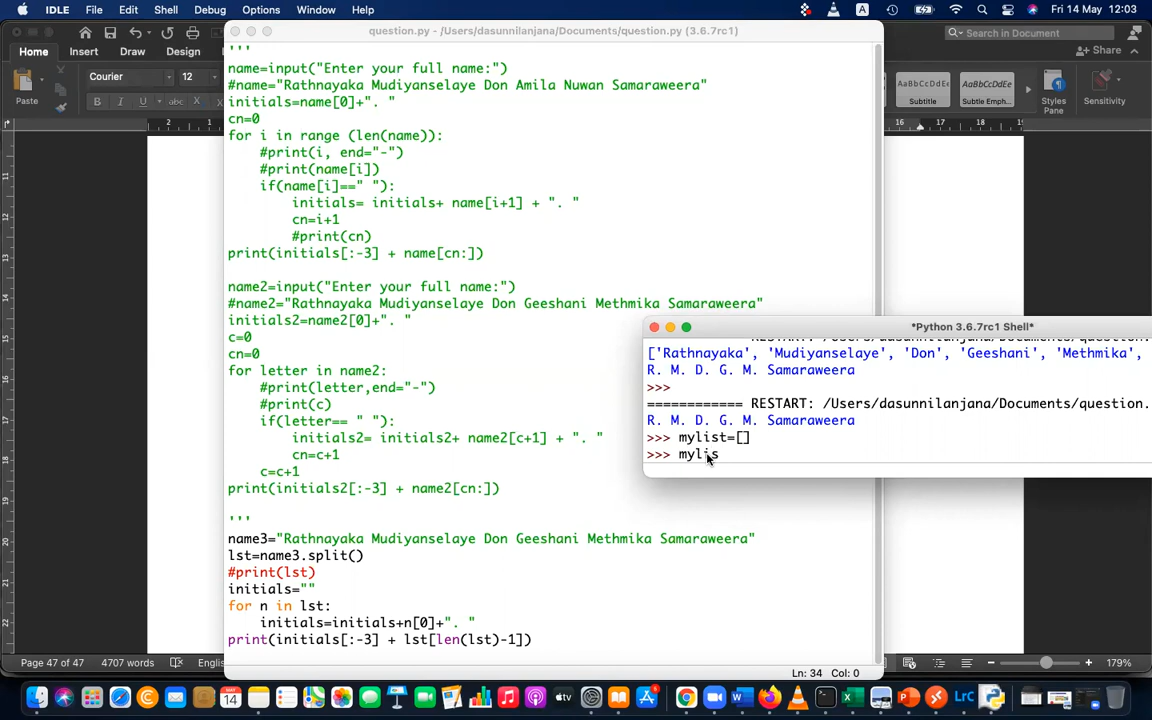 IDLE File Edit Shell Debug Options Window Help
A Fri 14 May 12:03
question.py - /Users/dasunnilanjana/Documents/question.py (3.6.7rc1)
Search in Document
Home Insert Draw Design
Share
Paste
Courier 12
B I U abc
AaBbCcDdEe AaBbCcDdEe
Subtitle Subtle Emph...
Styles Pane
Sensitivity
'''
name=input("Enter your full name:")
#name="Rathnayaka Mudiyanselaye Don Amila Nuwan Samaraweera"
initials=name[0]+". "
cn=0
for i in range (len(name)):
    #print(i, end="-")
    #print(name[i])
    if(name[i]==" "):
        initials= initials+ name[i+1] + ". "
        cn=i+1
        #print(cn)
print(initials[:-3] + name[cn:])
name2=input("Enter your full name:")
#name2="Rathnayaka Mudiyanselaye Don Geeshani Methmika Samaraweera"
initials2=name2[0]+". "
c=0
cn=0
for letter in name2:
    #print(letter,end="-")
    #print(c)
    if(letter== " "):
        initials2= initials2+ name2[c+1] + ". "
        cn=c+1
    c=c+1
print(initials2[:-3] + name2[cn:])
'''
name3="Rathnayaka Mudiyanselaye Don Geeshani Methmika Samaraweera"
lst=name3.split()
#print(lst)
initials=""
for n in lst:
    initials=initials+n[0]+". "
print(initials[:-3] + lst[len(lst)-1])
Ln: 34 Col: 0
*Python 3.6.7rc1 Shell*
['Rathnayaka', 'Mudiyanselaye', 'Don', 'Geeshani', 'Methmika',
R. M. D. G. M. Samaraweera
>>>
============ RESTART: /Users/dasunnilanjana/Documents/question.
R. M. D. G. M. Samaraweera
>>> mylist=[]
>>> mylis
Page 47 of 47 4707 words Englis
179%